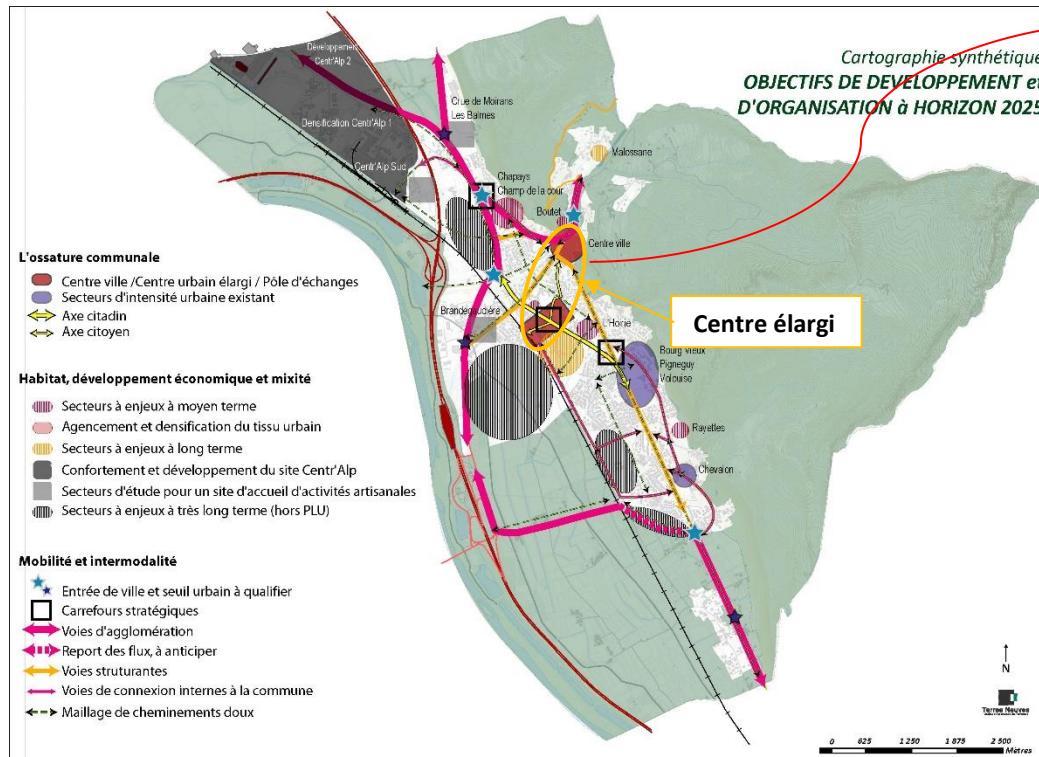 Cartographie synthétique
OBJECTIFS DE DEVELOPPEMENT et
D'ORGANISATION à HORIZON 2025
Développement
Centr'Alp 2
Densification Centr'Alp 1
Centr'Alp Sud
Crue de Moirans
Les Balmes
Malossane
Chapays
Champ de la cour
Boutet
Centre ville
Centre élargi
L'Horie
Bourg Vieux
Pigneguy
Volouise
Rayettes
Chevalon
L'ossature communale
Centre ville /Centre urbain élargi / Pôle d'échanges
Secteurs d'intensité urbaine existant
Axe citadin
Axe citoyen
Habitat, développement économique et mixité
Secteurs à enjeux à moyen terme
Agencement et densification du tissu urbain
Secteurs à enjeux à long terme
Confortement et développement du site Centr'Alp
Secteurs d'étude pour un site d'accueil d'activités artisanales
Secteurs à enjeux à très long terme (hors PLU)
Mobilité et intermodalité
Entrée de ville et seuil urbain à qualifier
Carrefours stratégiques
Voies d'agglomération
Report des flux, à anticiper
Voies struturantes
Voies de connexion internes à la commune
Maillage de cheminements doux
N
Terres Neuves
0 625 1 250 1 875 2 500
Mètres